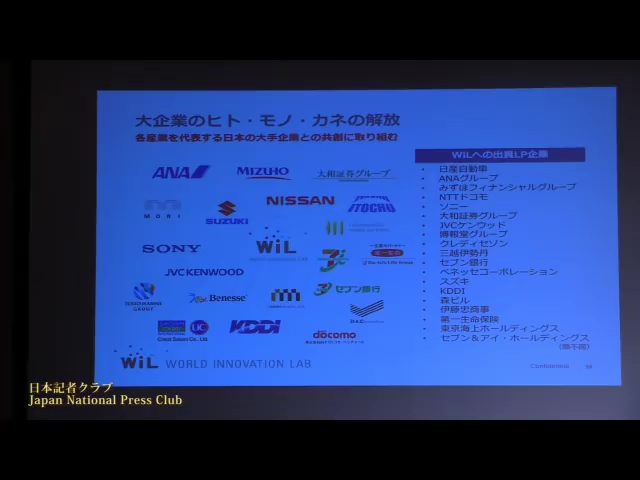 大企業のヒト・モノ・カネの解放
各産業を代表する日本の大手企業との共創に取り組む
WiLへの出資LP企業
ANA
MIZUHO
大和証券グループ
MORI
SUZUKI
NISSAN
ITOCHU
SONY
WiL
JVCKENWOOD
Benesse
セブン銀行
Credit Saison Co., Ltd.
UC
KDDI
docomo
WiL WORLD INNOVATION LAB
・ 日産自動車
・ ANAグループ
・ みずほフィナンシャルグループ
・ NTTドコモ
・ ソニー
・ 大和証券グループ
・ JVCケンウッド
・ 博報堂グループ
・ クレディセゾン
・ 三越伊勢丹
・ セブン銀行
・ ベネッセコーポレーション
・ スズキ
・ KDDI
・ 森ビル
・ 伊藤忠商事
・ 第一生命保険
・ 東京海上ホールディングス
・ セブン&アイ・ホールディングス
(順不同)
Confidential
日本記者クラブ
Japan National Press Club